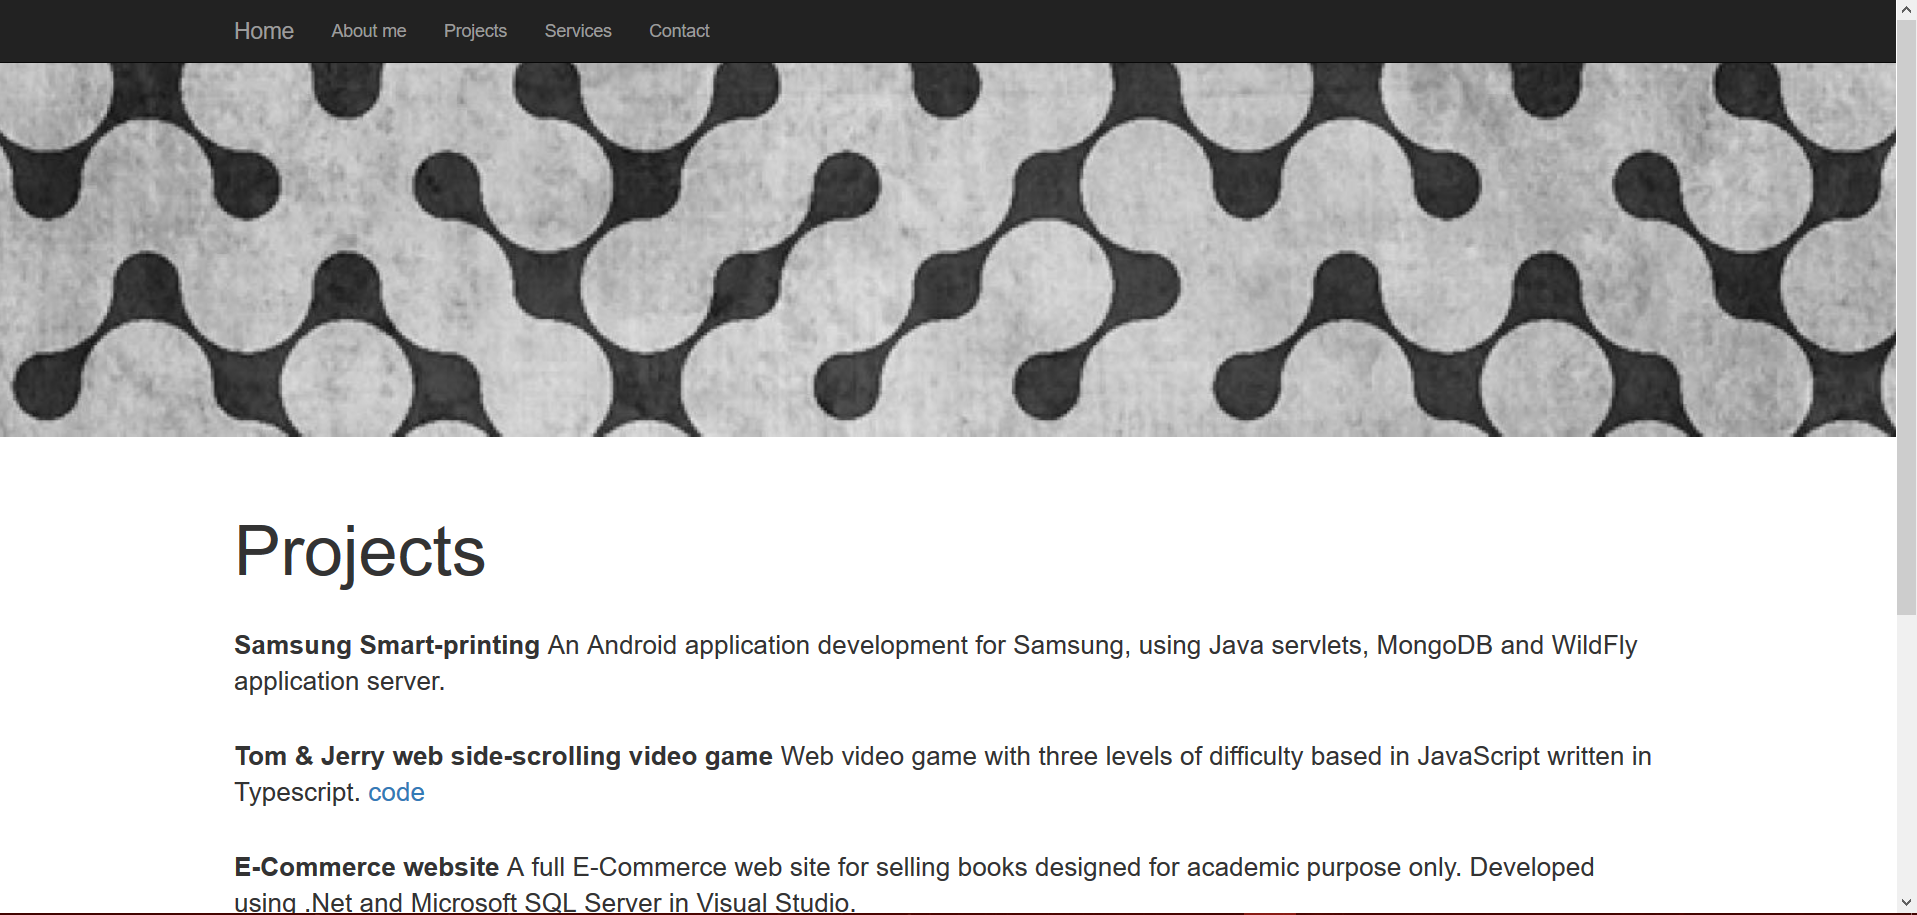 Home About me Projects Services Contact
Projects
Samsung Smart-printing An Android application development for Samsung, using Java servlets, MongoDB and WildFly
application server.
Tom & Jerry web side-scrolling video game Web video game with three levels of difficulty based in JavaScript written in
Typescript. code
E-Commerce website A full E-Commerce web site for selling books designed for academic purpose only. Developed
using .Net and Microsoft SQL Server in Visual Studio.